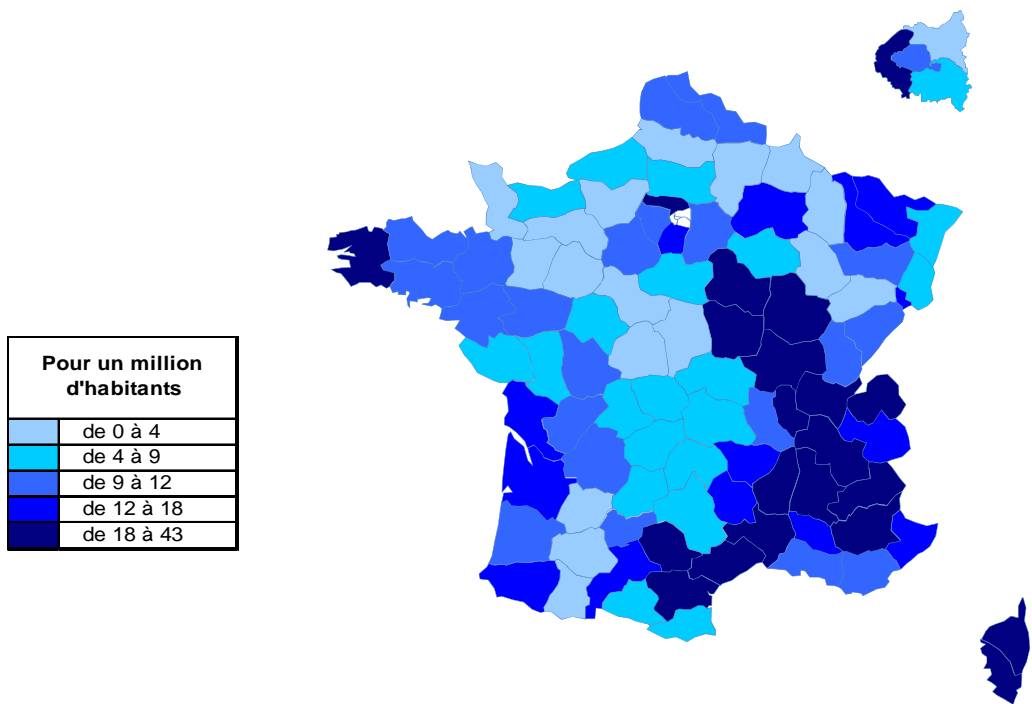 Pour un million
d'habitants
de 0 à 4
de 4 à 9
de 9 à 12
de 12 à 18
de 18 à 43